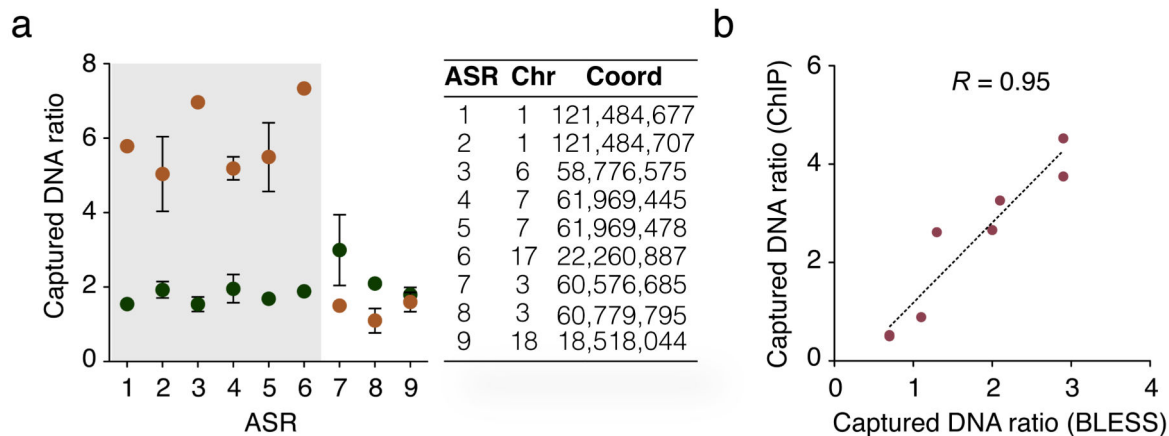 a
8
6
4
2
0
Captured DNA ratio
1 2 3 4 5 6 7 8 9
ASR
ASR Chr Coord
1 1 121,484,677
2 1 121,484,707
3 6 58,776,575
4 7 61,969,445
5 7 61,969,478
6 17 22,260,887
7 3 60,576,685
8 3 60,779,795
9 18 18,518,044
b
R = 0.95
6
4
2
0
Captured DNA ratio (ChIP)
0 1 2 3 4
Captured DNA ratio (BLESS)